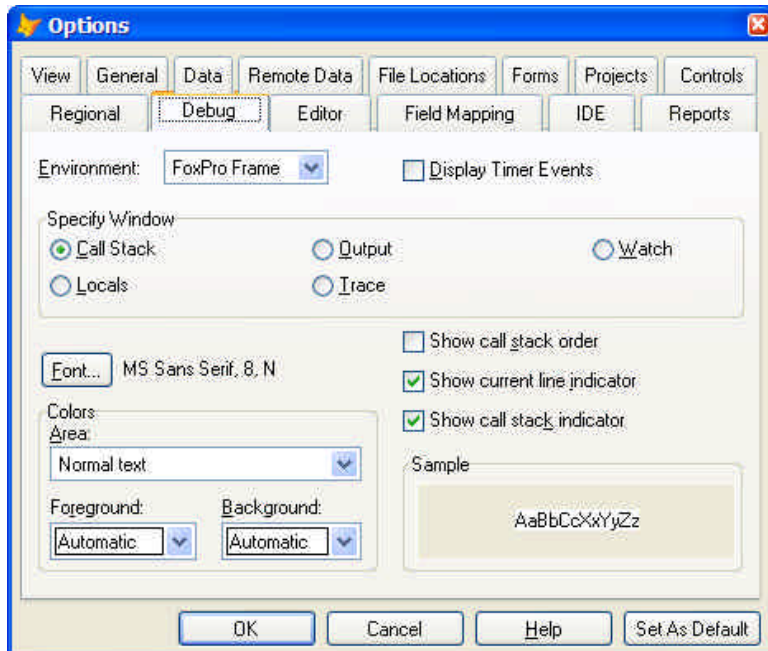 Options
View General Data Remote Data File Locations Forms Projects Controls
Regional Debug Editor Field Mapping IDE Reports
Environment: FoxPro Frame Display Timer Events
Specify Window
Call Stack Output Watch
Locals Trace
Show call stack order
Font... MS Sans Serif, 8, N
Show current line indicator
Colors
Show call stack indicator
Area:
Normal text
Sample
Foreground: Background:
AaBbCcXxYyZz
Automatic Automatic
OK Cancel Help Set As Default